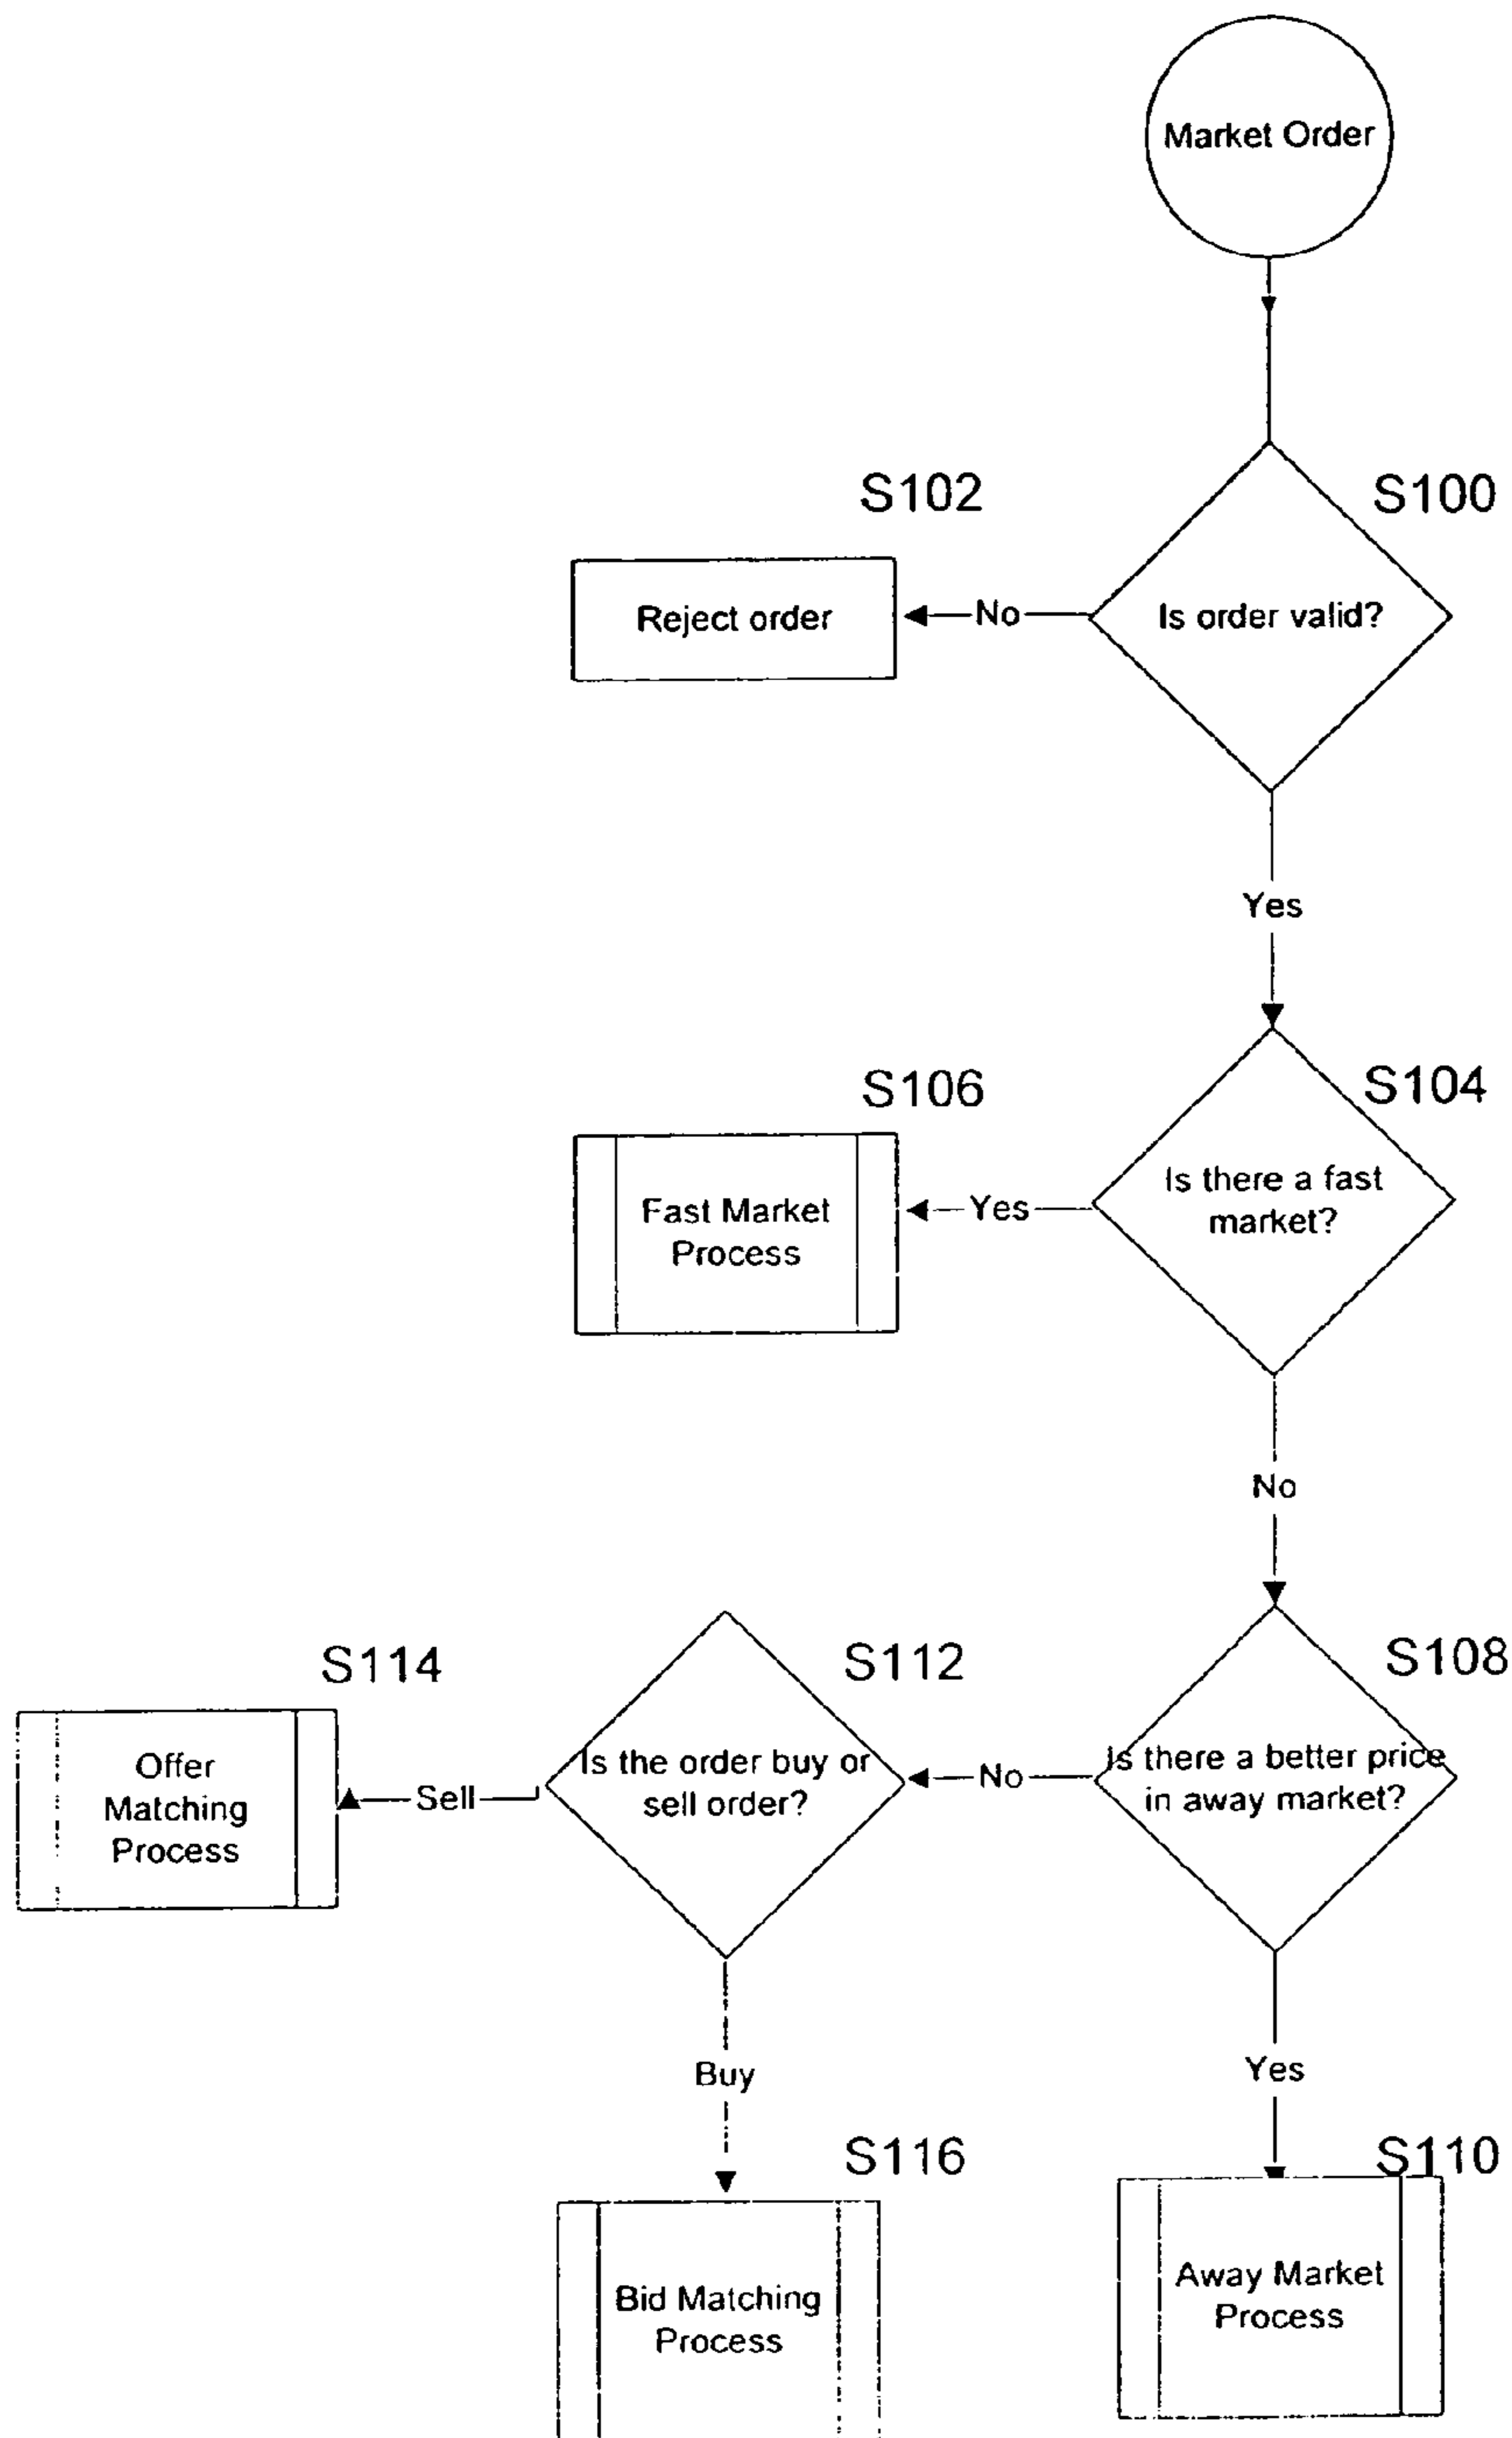 Market Order
S102
S100
Reject order
No
Is order valid?
Yes
S106
S104
Fast Market
Process
Yes
Is there a fast
market?
No
S114
S112
S108
Offer
Matching
Process
Sell
Is the order buy or
sell order?
No
Is there a better price
in away market?
Buy
Yes
S116
S110
Bid Matching
Process
Away Market
Process